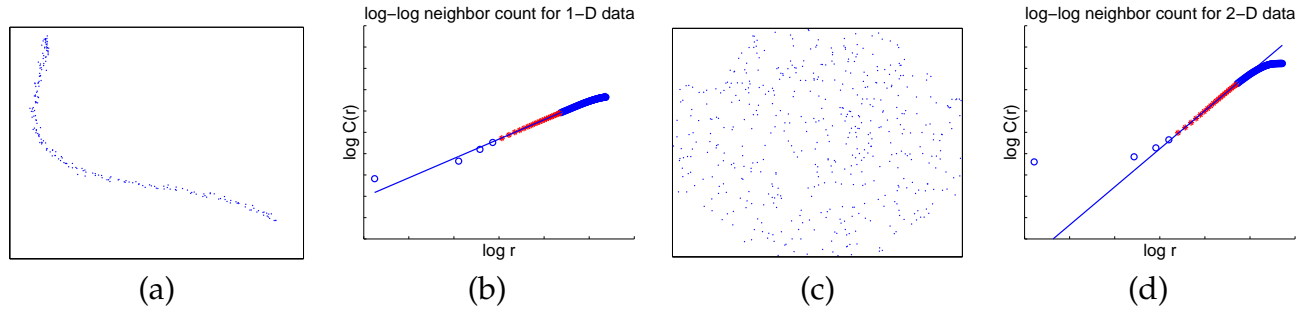 log–log neighbor count for 1–D data
log C(r)
log r
log–log neighbor count for 2–D data
log C(r)
log r
(a)
(b)
(c)
(d)